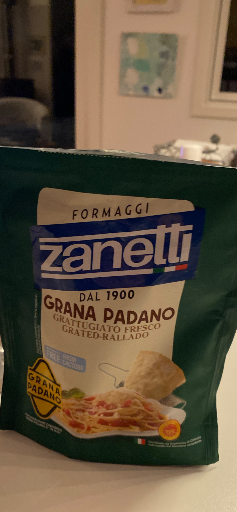 FORMAGGI
zanetti
DAL 1900
GRANA PADANO
GRATTUGIATO FRESCO
GRATED-RALLADO
GRANA
PADANO